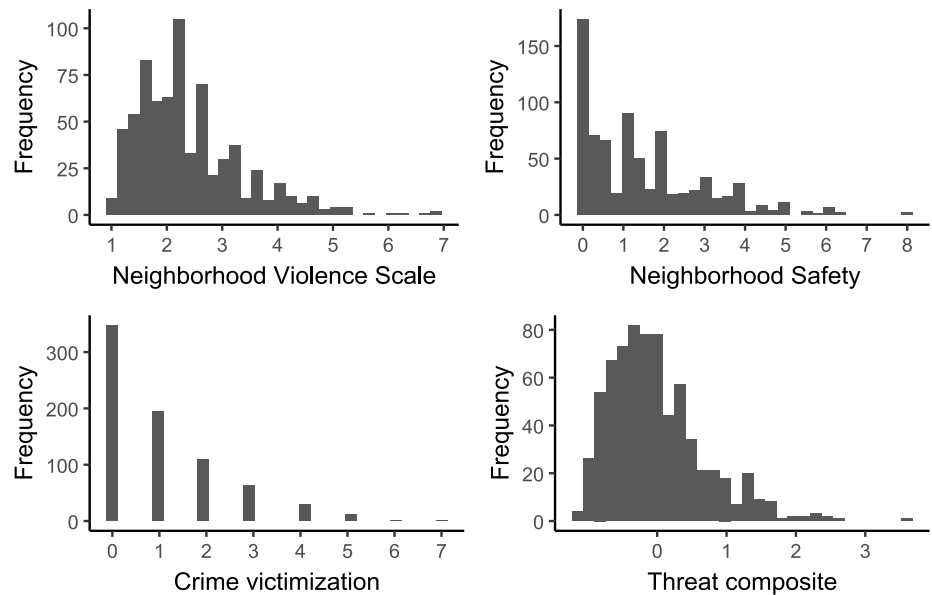 100
75
50
25
0
Frequency
1 2 3 4 5 6 7
Neighborhood Violence Scale
150
100
50
0
Frequency
0 1 2 3 4 5 6 7 8
Neighborhood Safety
300
200
100
0
Frequency
0 1 2 3 4 5 6 7
Crime victimization
80
60
40
20
0
Frequency
0 1 2 3
Threat composite